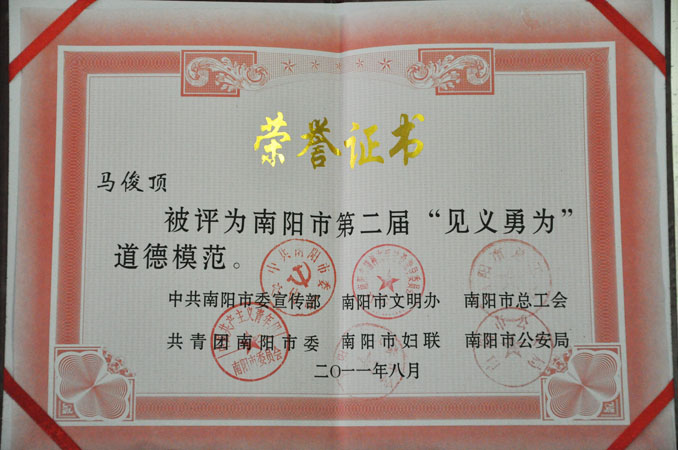 荣誉证书
马俊顶
被评为南阳市第二届“见义勇为”
道德模范。
中共南阳市委宣传部 南阳市文明办 南阳市总工会
共青团南阳市委 南阳市妇联 南阳市公安局
二〇一一年八月